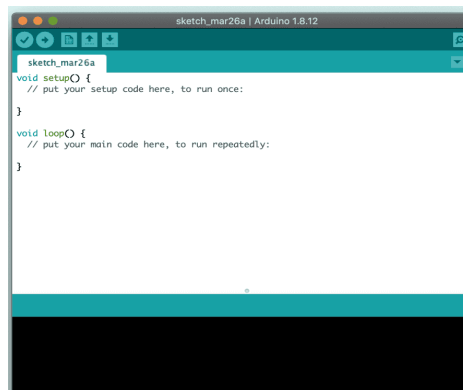 sketch_mar26a | Arduino 1.8.12
sketch_mar26a
void setup() {
  // put your setup code here, to run once:
}
void loop() {
  // put your main code here, to run repeatedly:
}